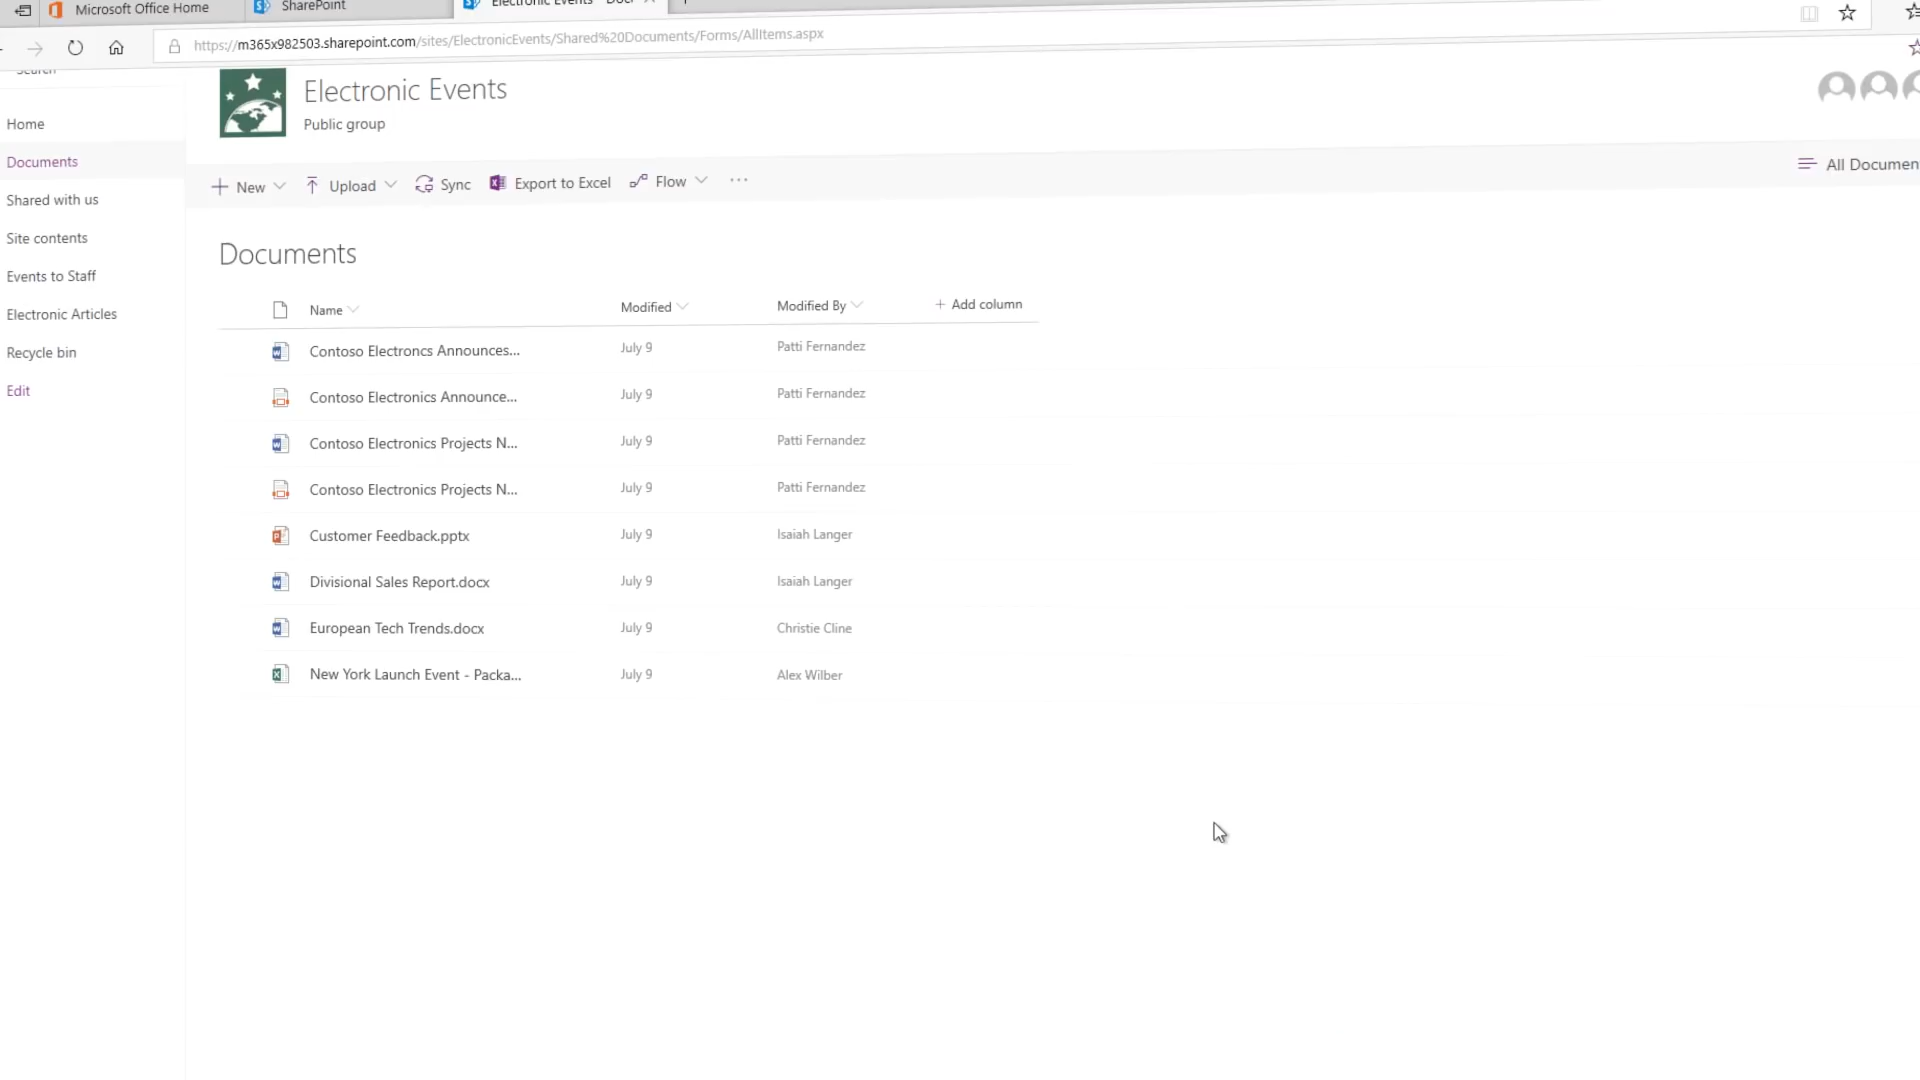 Microsoft Office Home
SharePoint
Electronic Events - Doc
https://m365x982503.sharepoint.com/sites/ElectronicEvents/Shared%20Documents/Forms/AllItems.aspx
Search
Electronic Events
Public group
Home
Documents
Shared with us
Site contents
Events to Staff
Electronic Articles
Recycle bin
Edit
New
Upload
Sync
Export to Excel
Flow
···
All Documen
Documents
Name Modified Modified By + Add column
Contoso Electroncs Announces... July 9 Patti Fernandez
Contoso Electronics Announce... July 9 Patti Fernandez
Contoso Electronics Projects N... July 9 Patti Fernandez
Contoso Electronics Projects N... July 9 Patti Fernandez
Customer Feedback.pptx July 9 Isaiah Langer
Divisional Sales Report.docx July 9 Isaiah Langer
European Tech Trends.docx July 9 Christie Cline
New York Launch Event - Packa... July 9 Alex Wilber